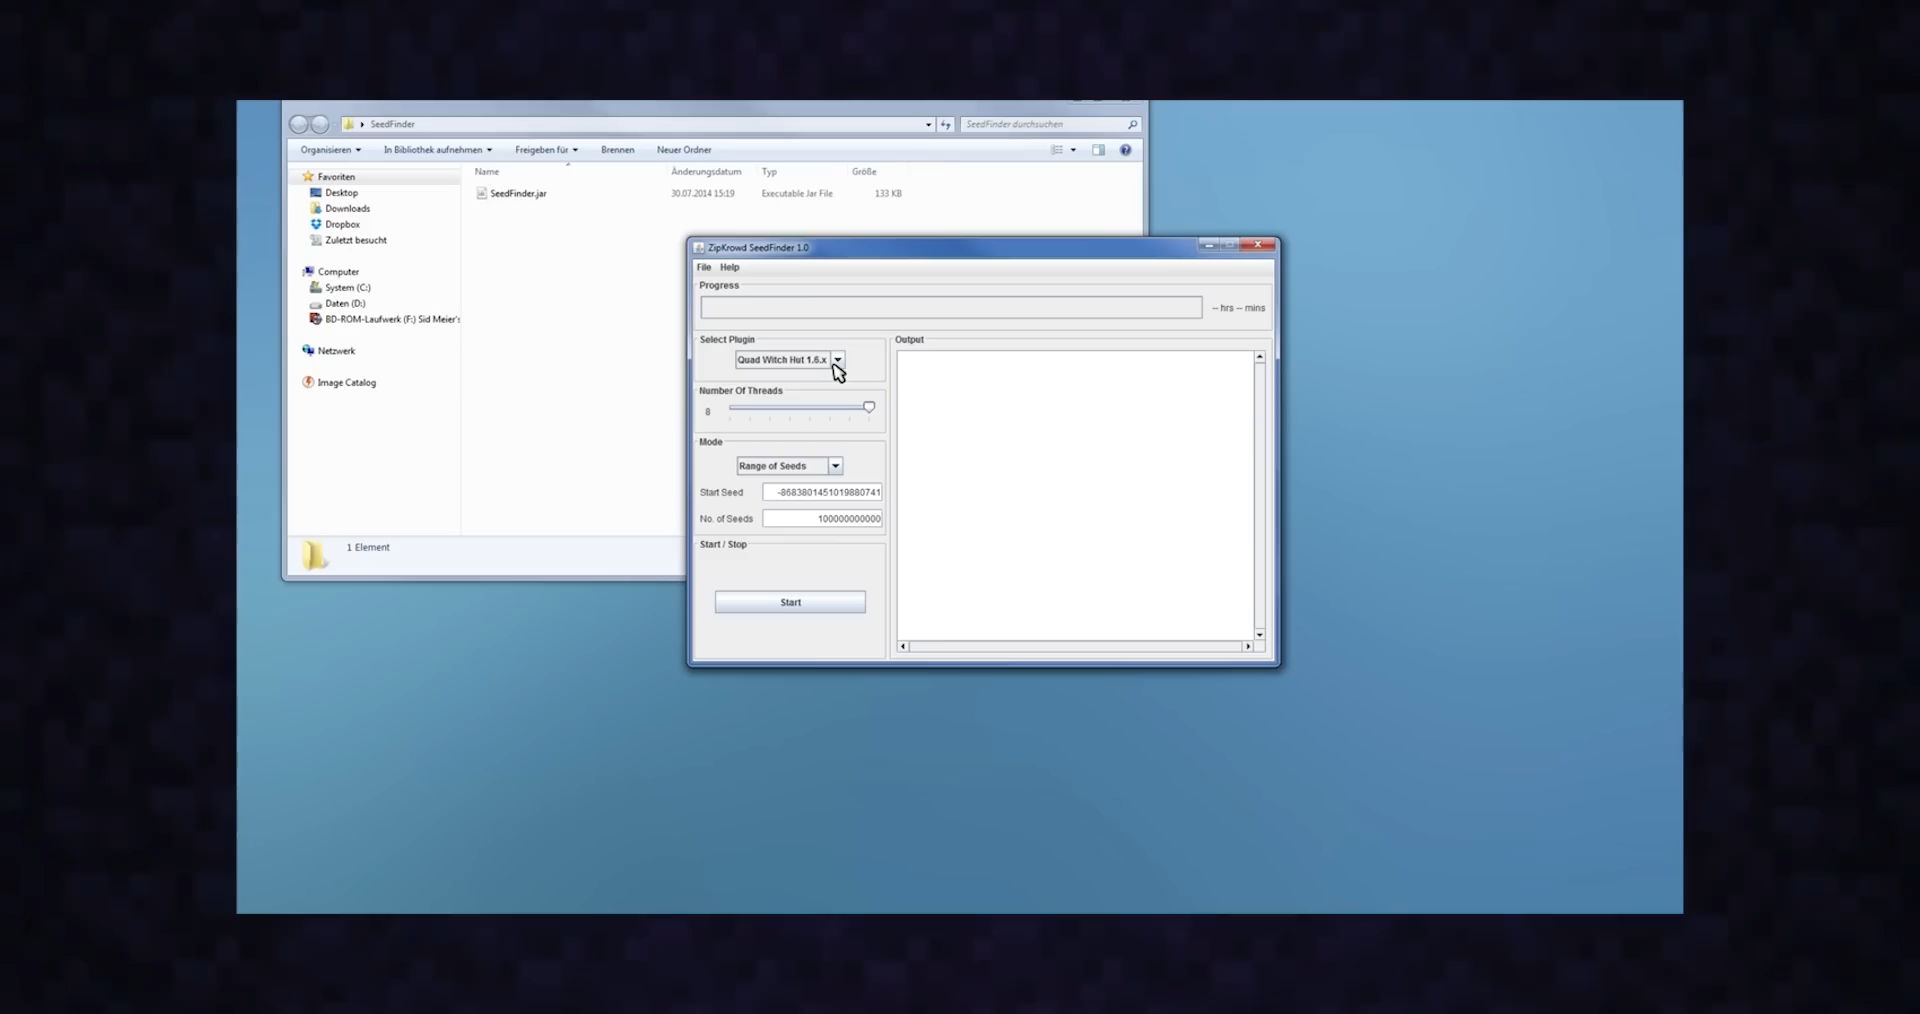 SeedFinder
SeedFinder durchsuchen
Organisieren
In Bibliothek aufnehmen
Freigeben für
Brennen
Neuer Ordner
Name
Änderungsdatum
Typ
Größe
SeedFinder.jar
30.07.2014 15:19
Executable Jar File
133 KB
Favoriten
Desktop
Downloads
Dropbox
Zuletzt besucht
Computer
System (C:)
Daten (D:)
BD-ROM-Laufwerk (F:) Sid Meier's
Netzwerk
Image Catalog
1 Element
ZipKrowd SeedFinder 1.0
File Help
Progress
-- hrs -- mins
Select Plugin
Quad Witch Hut 1.6.x
Number Of Threads
8
Mode
Range of Seeds
Start Seed -8683801451019880741
No. of Seeds 100000000000
Start / Stop
Start
Output